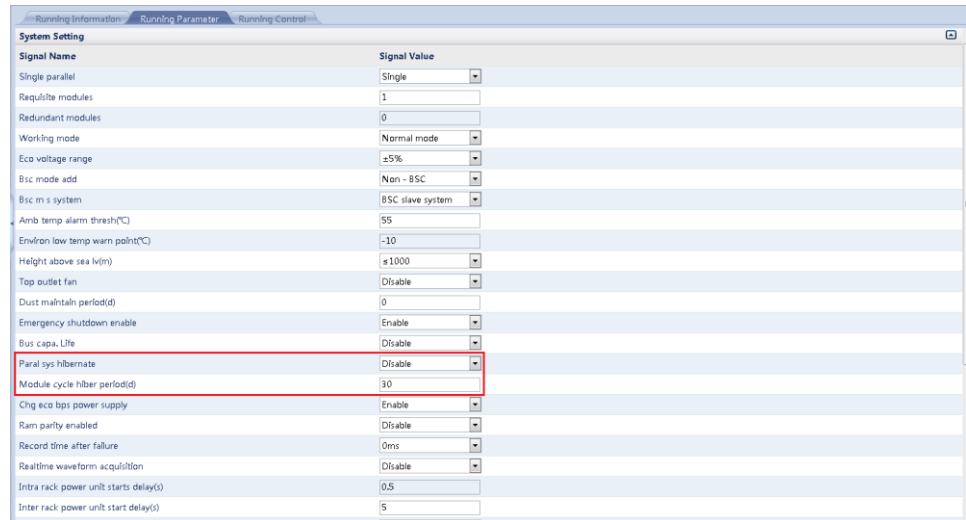 Running Information Running Parameter Running Control
System Setting
Signal Name Signal Value
Single parallel Single
Requisite modules 1
Redundant modules 0
Working mode Normal mode
Eco voltage range ±5%
Bsc mode add Non - BSC
Bsc m s system BSC slave system
Amb temp alarm thresh(℃) 55
Environ low temp warn point(℃) -10
Height above sea lv(m) ≤1000
Top outlet fan Disable
Dust maintain period(d) 0
Emergency shutdown enable Enable
Bus capa. Life Disable
Paral sys hibernate Disable
Module cycle hiber period(d) 30
Chg eco bps power supply Enable
Ram parity enabled Disable
Record time after failure 0ms
Realtime waveform acquisition Disable
Intra rack power unit starts delay(s) 0.5
Inter rack power unit start delay(s) 5